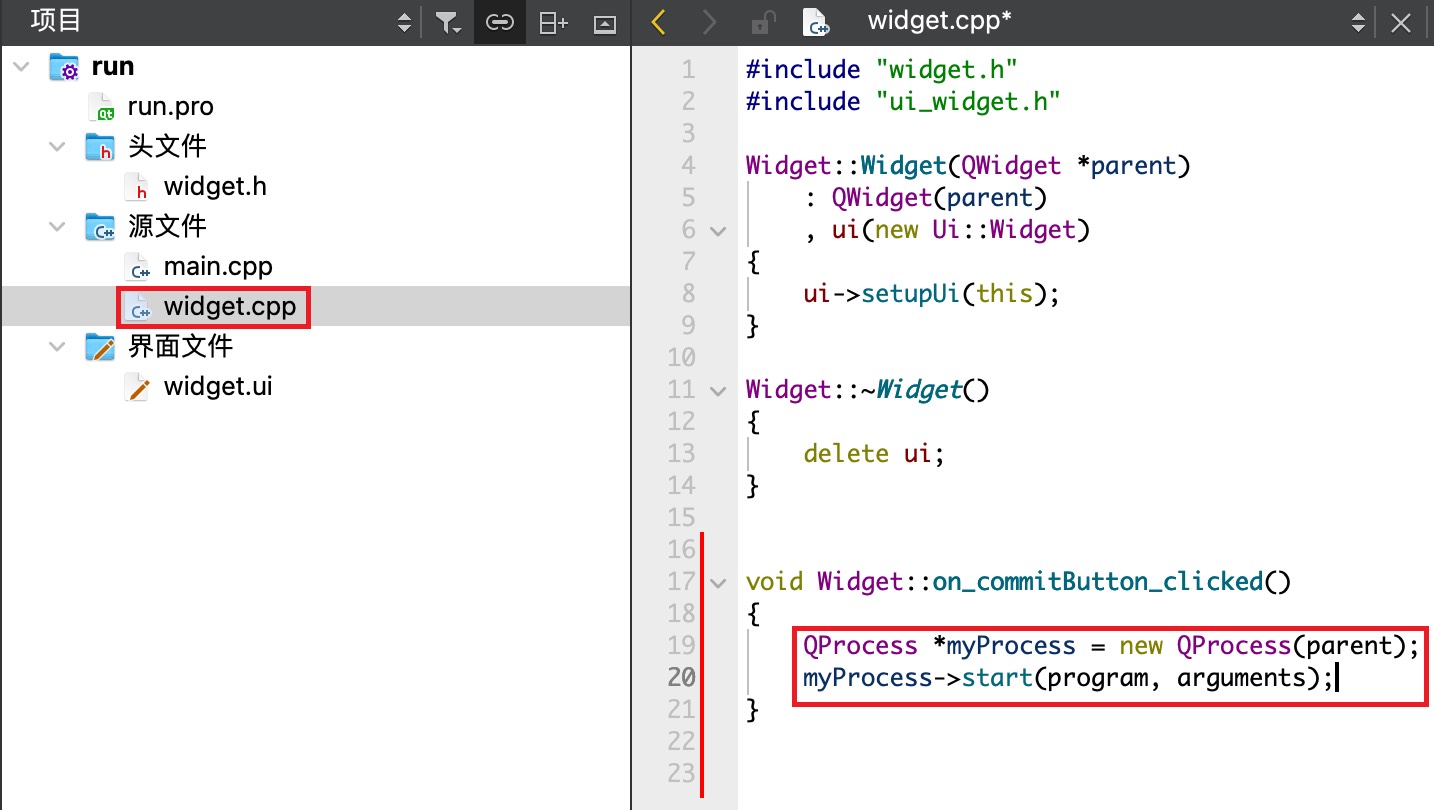 项目
run
run.pro
头文件
widget.h
源文件
main.cpp
widget.cpp
界面文件
widget.ui
widget.cpp*
1 #include "widget.h"
2 #include "ui_widget.h"
3
4 Widget::Widget(QWidget *parent)
5 : QWidget(parent)
6 , ui(new Ui::Widget)
7 {
8 ui->setupUi(this);
9 }
10
11 Widget::~Widget()
12 {
13 delete ui;
14 }
15
16
17 void Widget::on_commitButton_clicked()
18 {
19 QProcess *myProcess = new QProcess(parent);
20 myProcess->start(program, arguments);
21 }
22
23